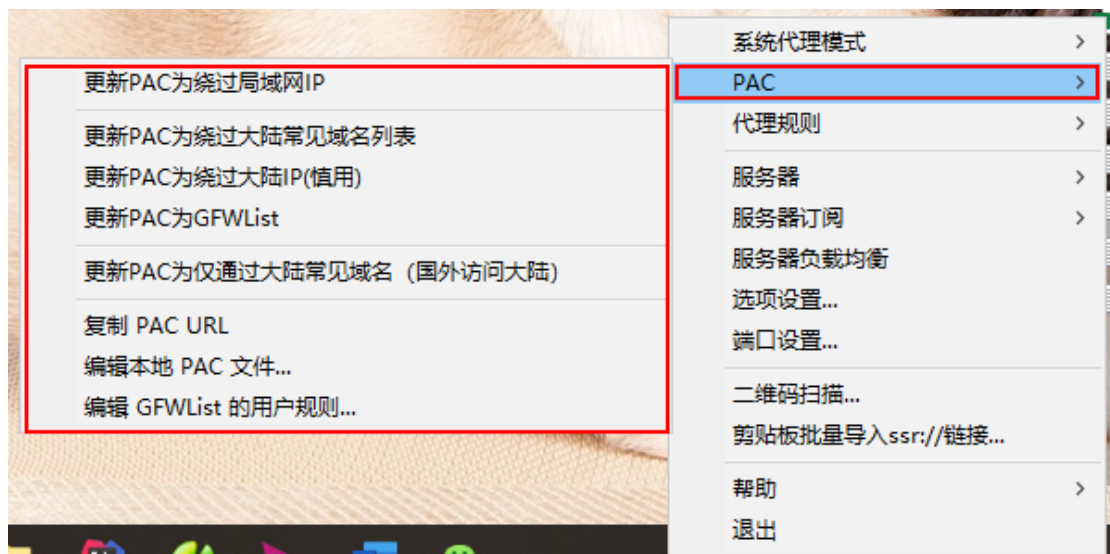 更新PAC为绕过局域网IP
更新PAC为绕过大陆常见域名列表
更新PAC为绕过大陆IP(慎用)
更新PAC为GFWList
更新PAC为仅通过大陆常见域名（国外访问大陆）
复制 PAC URL
编辑本地 PAC 文件...
编辑 GFWList 的用户规则...
系统代理模式
PAC
代理规则
服务器
服务器订阅
服务器负载均衡
选项设置...
端口设置...
二维码扫描...
剪贴板批量导入ssr://链接...
帮助
退出